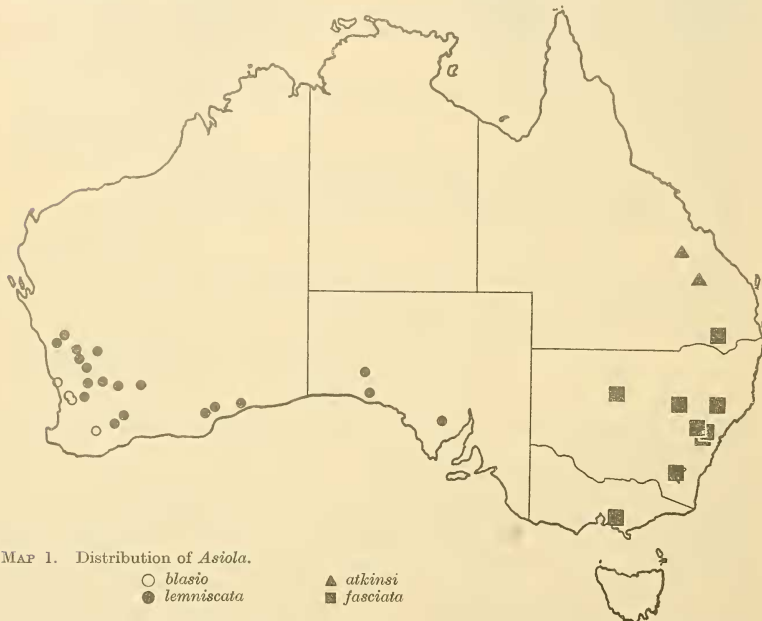 MAP 1. Distribution of Asiola.
○ blasio ▲ atkinsi
● lemniscata ■ fasciata